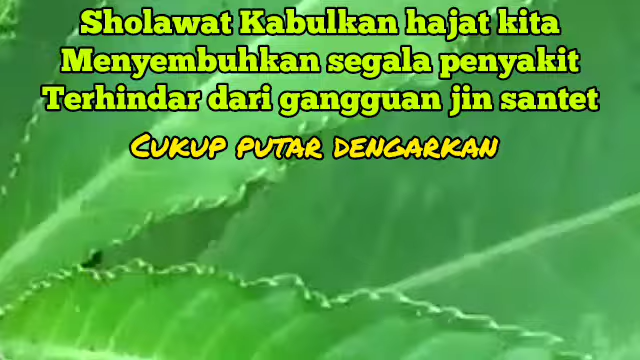 Sholawat Kabulkan hajat kita
Menyembuhkan segala penyakit
Terhindar dari gangguan jin santet
Cukup putar dengarkan